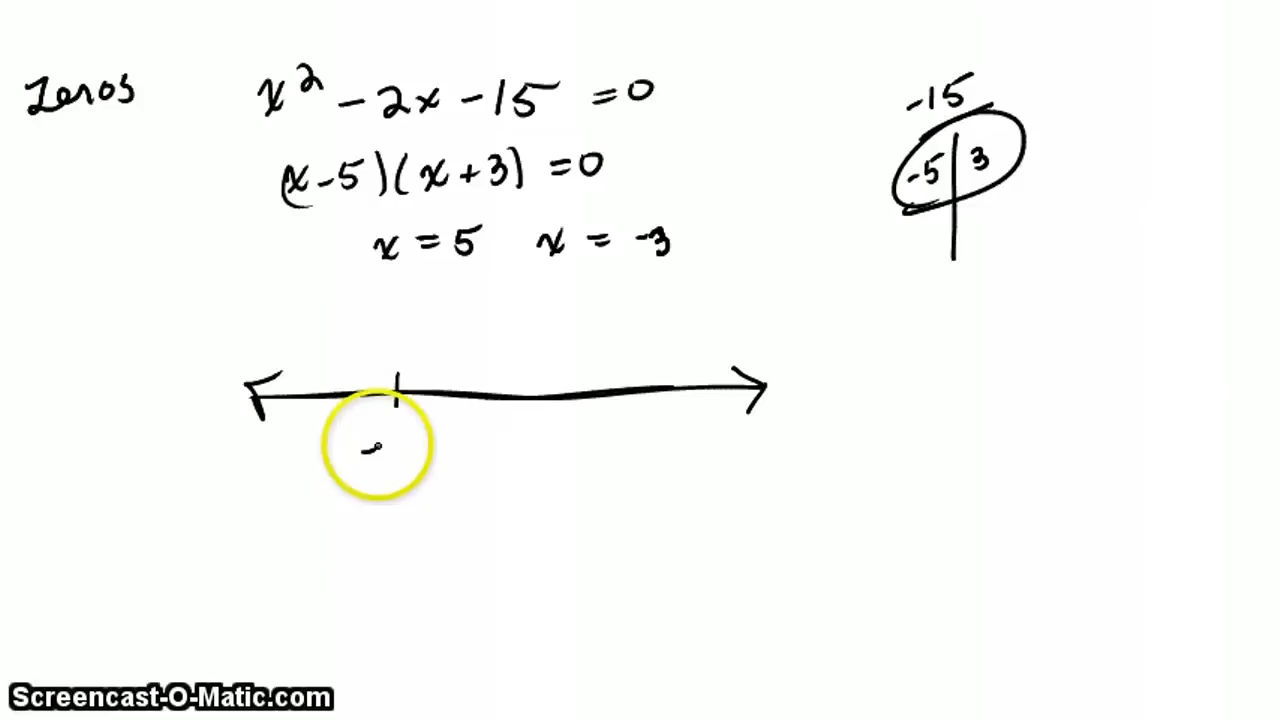 Zeros x² - 2x - 15 = 0
(x - 5)(x + 3) = 0
x = 5 x = -3
-15
-5 | 3
-
Screencast-O-Matic.com